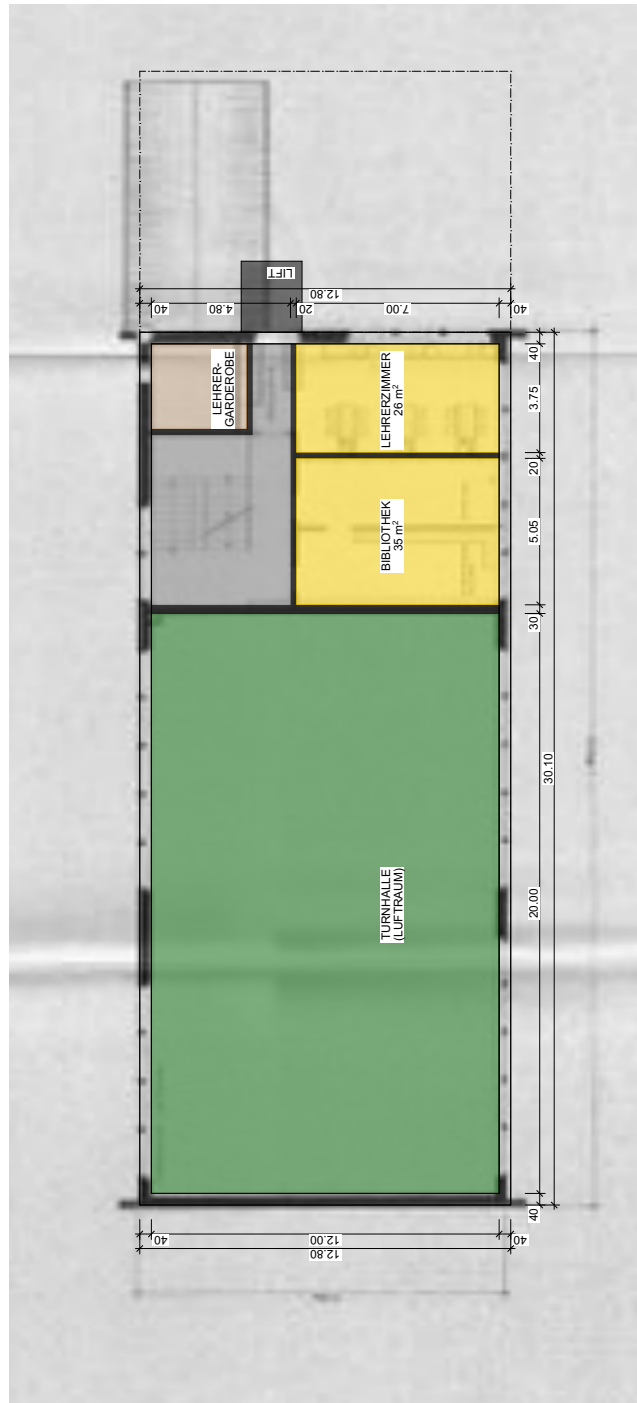 LIFT
12.80
40
4.80
20
7.00
40
LEHRER-
GARDEROBE
LEHRERZIMMER
26 m²
BIBLIOTHEK
35 m²
TURNHALLE
(LUFTRAUM)
40
3.75
20
5.05
30
20.00
40
30.10
40
12.00
40
12.80